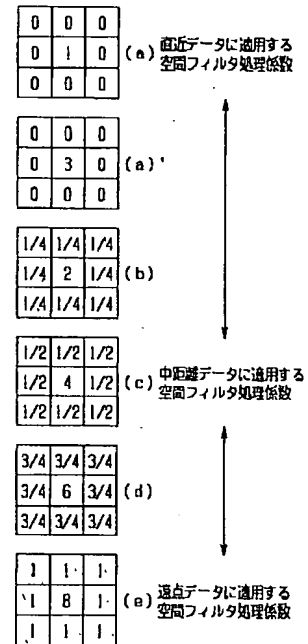 0 0 0
0 1 0
0 0 0
(a) 直近データに適用する
空間フィルタ処理係数
0 0 0
0 3 0
0 0 0
(a)'
1/4 1/4 1/4
1/4 2 1/4
1/4 1/4 1/4
(b)
1/2 1/2 1/2
1/2 4 1/2
1/2 1/2 1/2
(c) 中距離データに適用する
空間フィルタ処理係数
3/4 3/4 3/4
3/4 6 3/4
3/4 3/4 3/4
(d)
1 1 1
1 8 1
1 1 1
(e) 遠点データに適用する
空間フィルタ処理係数